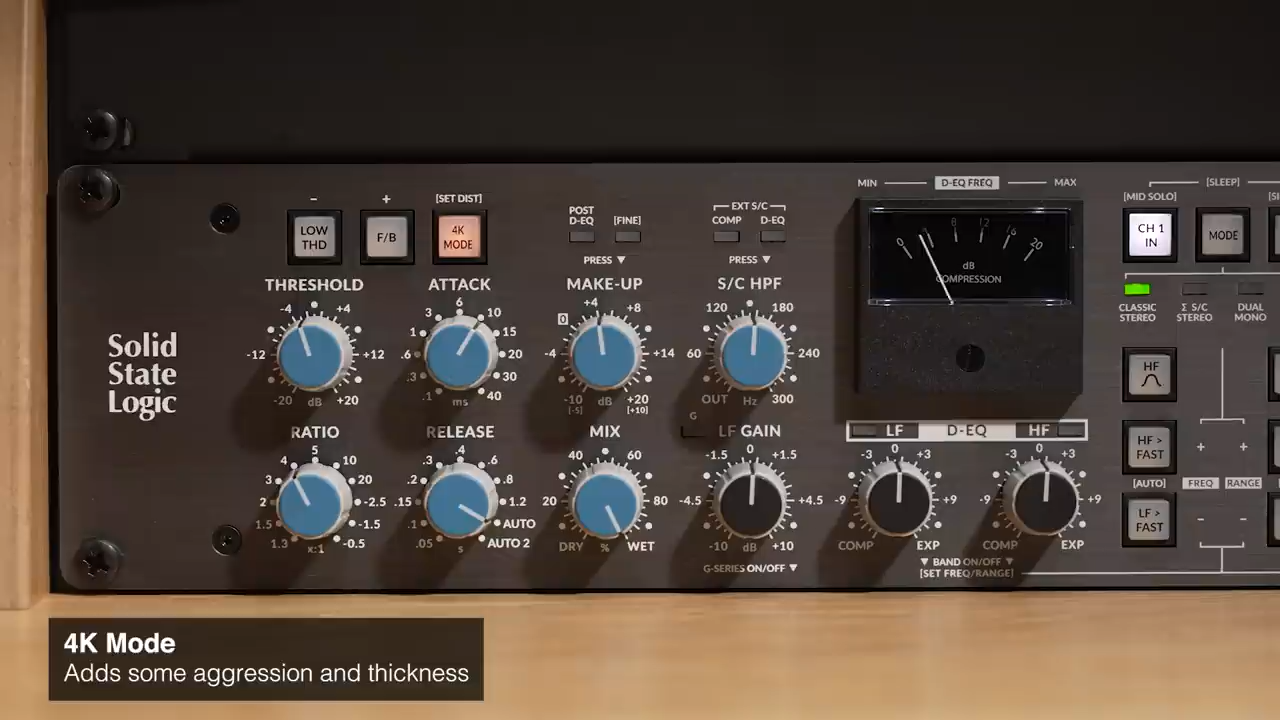 MIN D-EQ FREQ MAX
[SLEEP]
[MID SOLO]
- + [SET DIST]
LOW THD
F/B
4K MODE
POST D-EQ
[FINE]
PRESS ▼
EXT S/C
COMP D-EQ
PRESS ▼
0 4 8 12 16 20
dB
COMPRESSION
CH 1 IN
MODE
CLASSIC STEREO
Σ S/C STEREO
DUAL MONO
THRESHOLD
-4 +4
-12 +12
-20 dB +20
ATTACK
6
3 10
1 15
.6 20
.3 30
.1 ms 40
MAKE-UP
+4
0 +8
-4 +14
-10 dB +20
[-5] [+10]
S/C HPF
120 180
60 240
OUT Hz 300
Solid
State
Logic
HF
HF > FAST
+ +
[AUTO] FREQ RANGE
LF > FAST
- -
RATIO
5
4 10
3 20
2 -2.5
1.5 -1.5
1.3 x:1 -0.5
RELEASE
.4
.3 .6
.2 .8
.15 1.2
.1 AUTO
.05 s AUTO 2
MIX
40 60
20 80
DRY % WET
G
LF GAIN
0
-1.5 +1.5
-4.5 +4.5
-10 dB +10
G-SERIES ON/OFF ▼
LF D-EQ HF
0
-3 +3
-9 +9
COMP EXP
0
-3 +3
-9 +9
COMP EXP
▼ BAND ON/OFF ▼
[SET FREQ/RANGE]
4K Mode
Adds some aggression and thickness